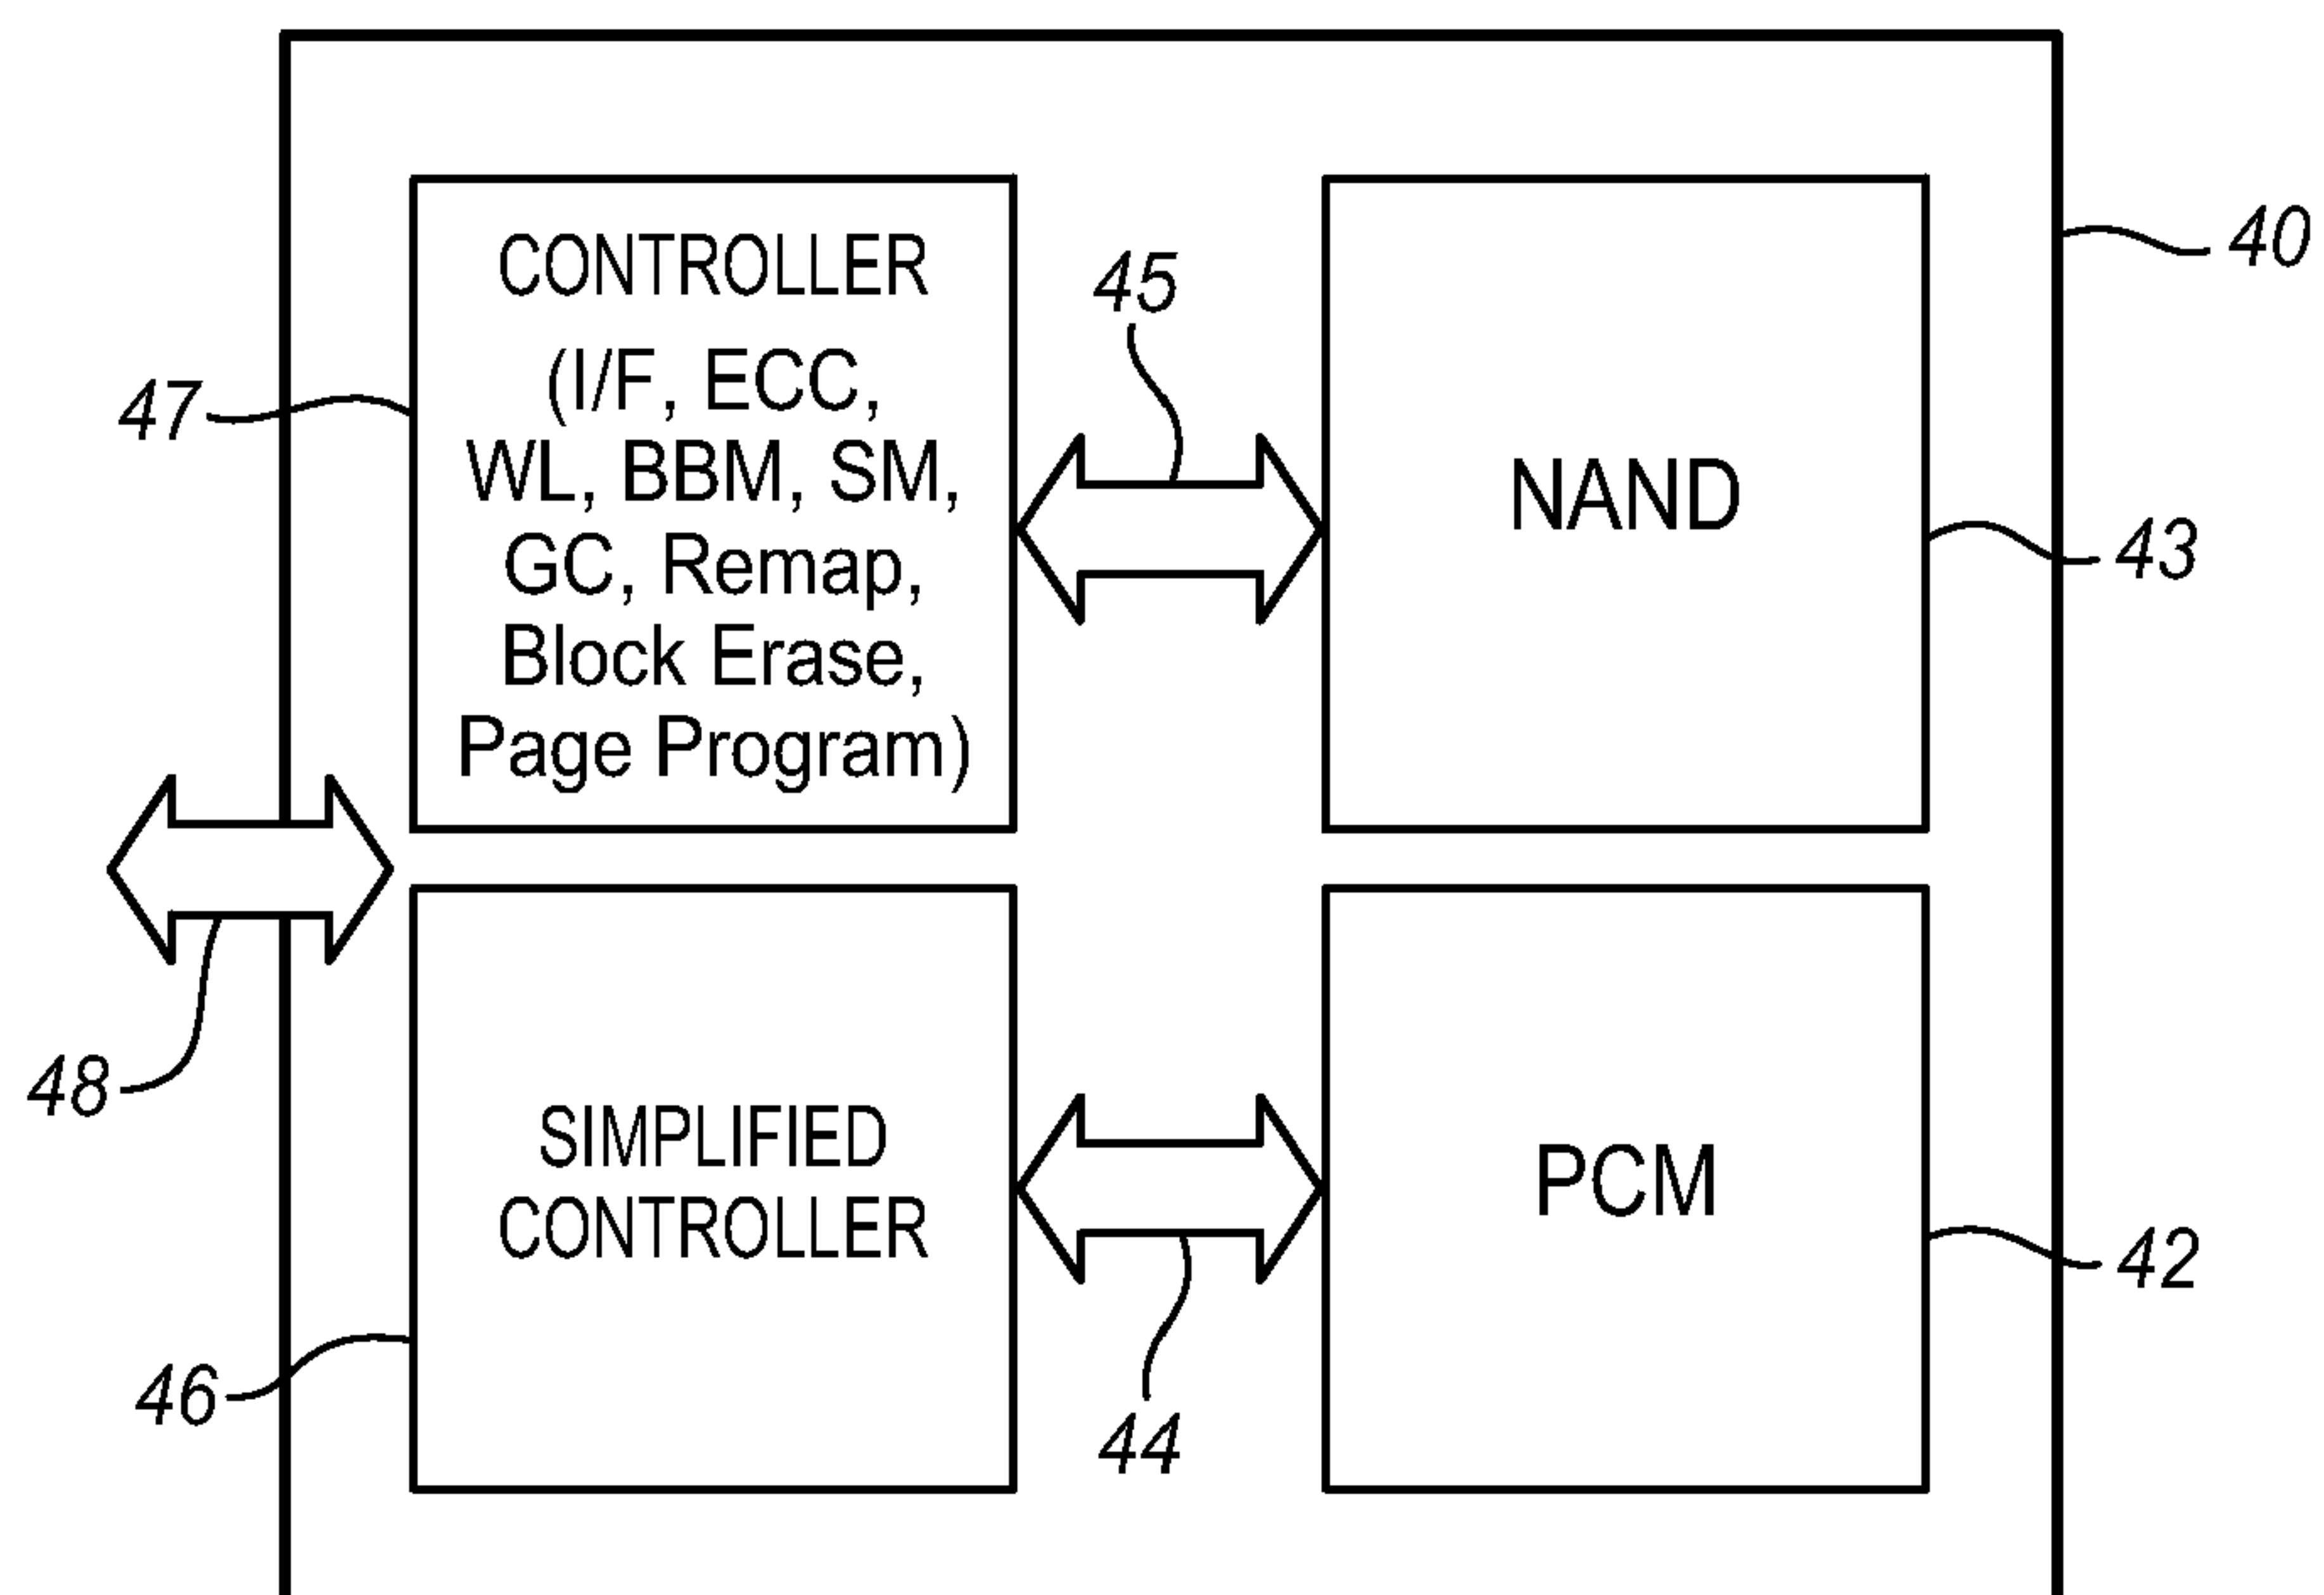 CONTROLLER
(I/F, ECC,
WL, BBM, SM,
GC, Remap,
Block Erase,
Page Program)
45
NAND
40
47
43
48
SIMPLIFIED
CONTROLLER
PCM
42
46
44